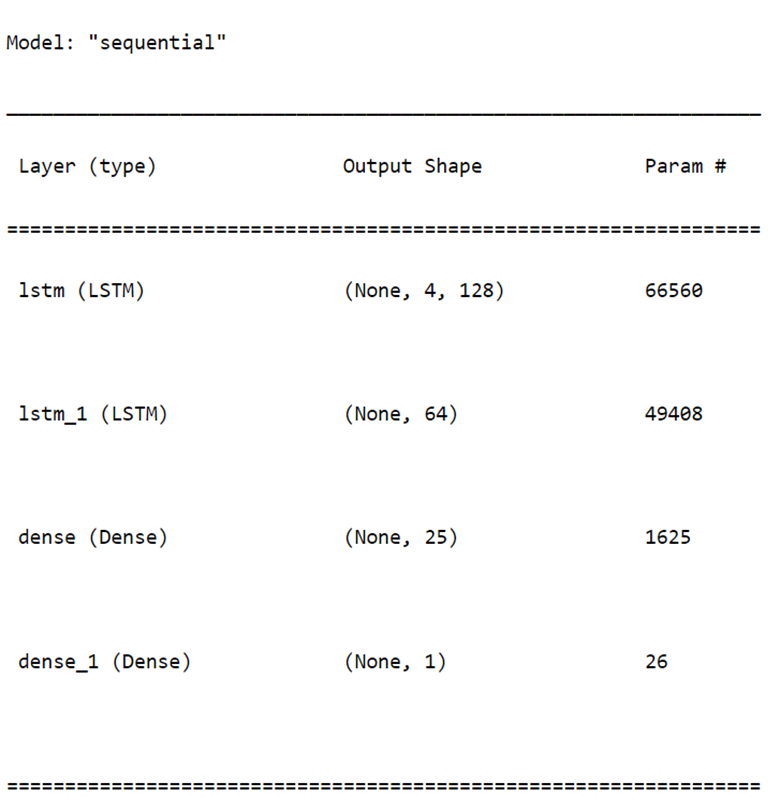 Model: "sequential"
_________________________________________________________________
Layer (type) Output Shape Param #
=================================================================
lstm (LSTM) (None, 4, 128) 66560
lstm_1 (LSTM) (None, 64) 49408
dense (Dense) (None, 25) 1625
dense_1 (Dense) (None, 1) 26
=================================================================